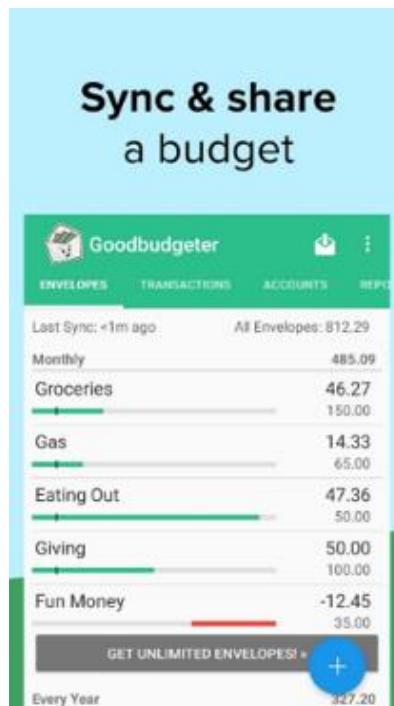 Sync & share
a budget
Goodbudgeter
ENVELOPES TRANSACTIONS ACCOUNTS REPO
Last Sync: <1m ago All Envelopes: 812.29
Monthly 485.09
Groceries 46.27
150.00
Gas 14.33
65.00
Eating Out 47.36
50.00
Giving 50.00
100.00
Fun Money -12.45
35.00
GET UNLIMITED ENVELOPES! »
+
Every Year 327.20